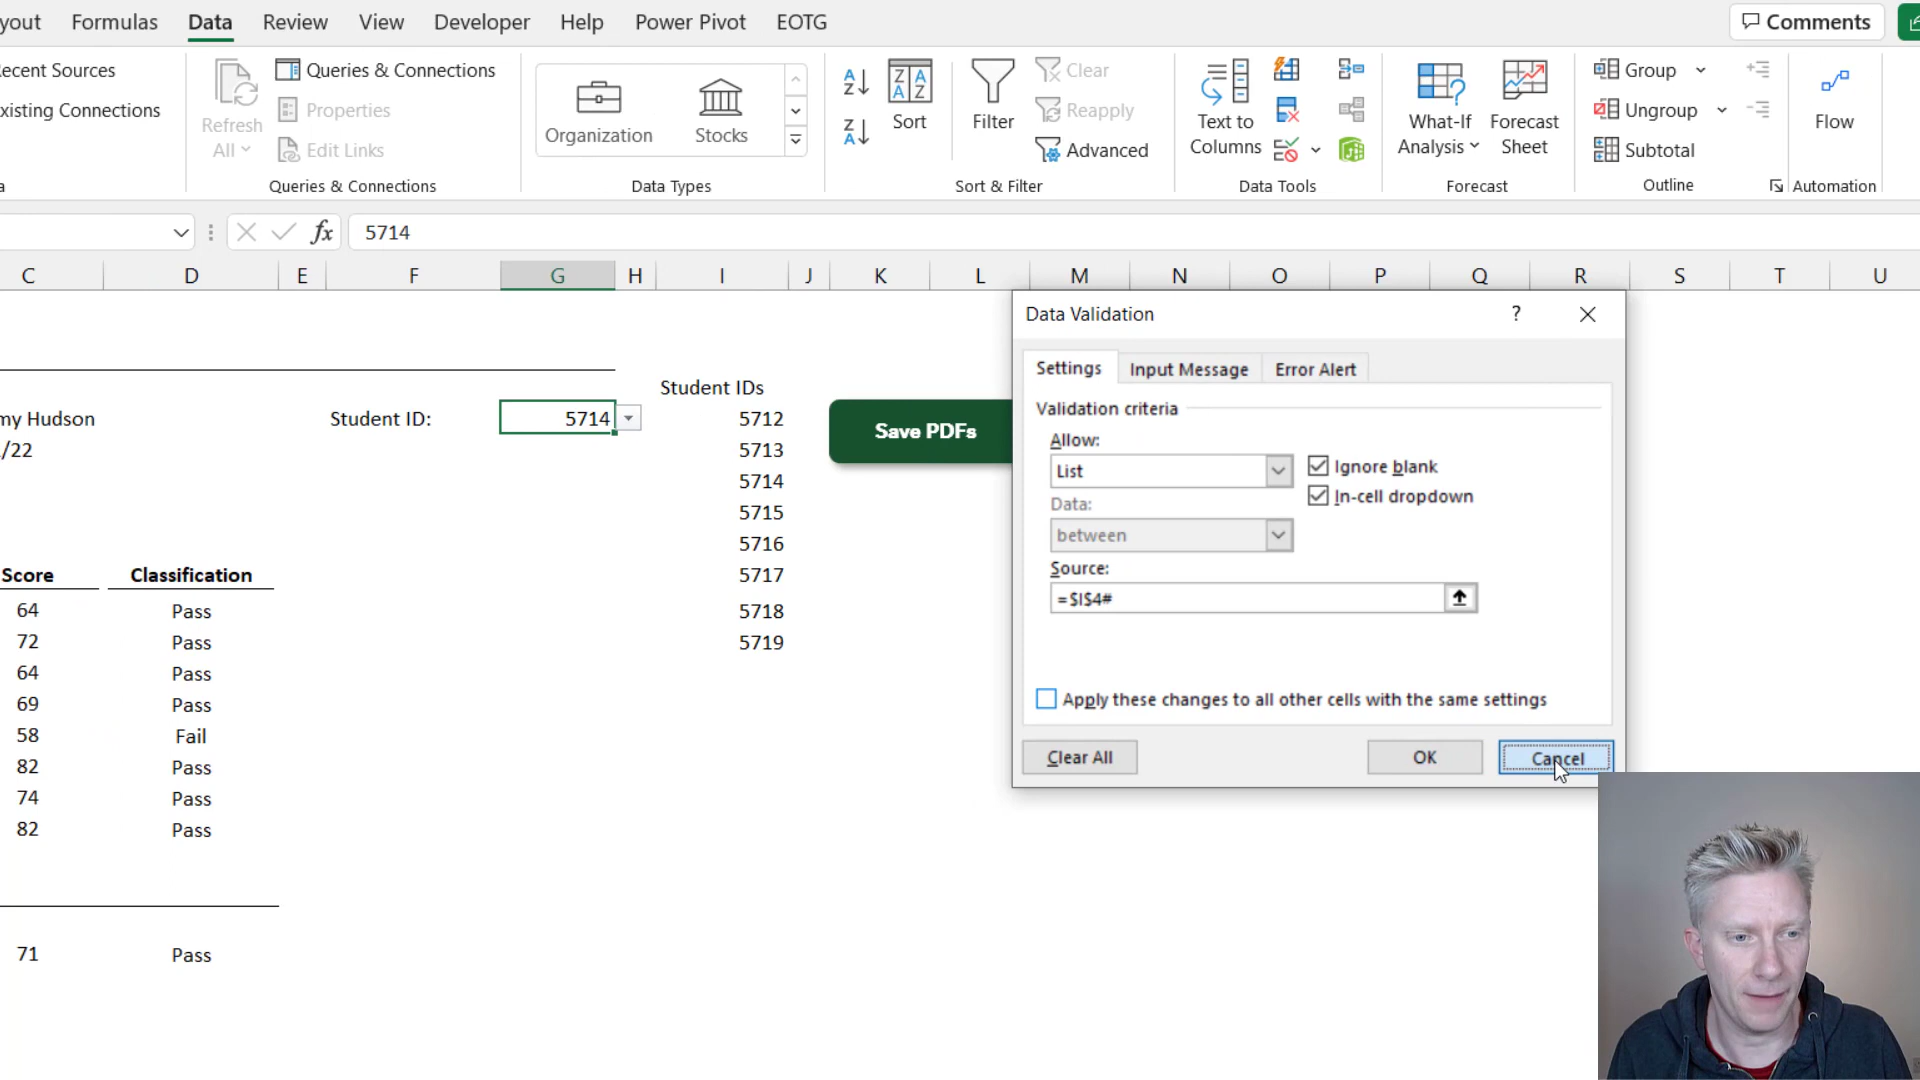 yout Formulas Data Review View Developer Help Power Pivot EOTG Comments
ecent Sources
xisting Connections
Refresh All
Queries & Connections
Properties
Edit Links
Queries & Connections
Organization Stocks
Data Types
Sort
Filter
Clear
Reapply
Advanced
Sort & Filter
Text to Columns
Data Tools
What-If Analysis
Forecast Sheet
Forecast
Group
Ungroup
Subtotal
Outline
Flow
Automation
a
fx 5714
C D E F G H I J K L M N O P Q R S T U
my Hudson
/22
Student ID: 5714
Student IDs
5712
5713
5714
5715
5716
5717
5718
5719
Save PDFs
Score Classification
64 Pass
72 Pass
64 Pass
69 Pass
58 Fail
82 Pass
74 Pass
82 Pass
71 Pass
Data Validation ?
Settings Input Message Error Alert
Validation criteria
Allow:
List
Ignore blank
In-cell dropdown
Data:
between
Source:
=$I$4#
Apply these changes to all other cells with the same settings
Clear All OK Cancel